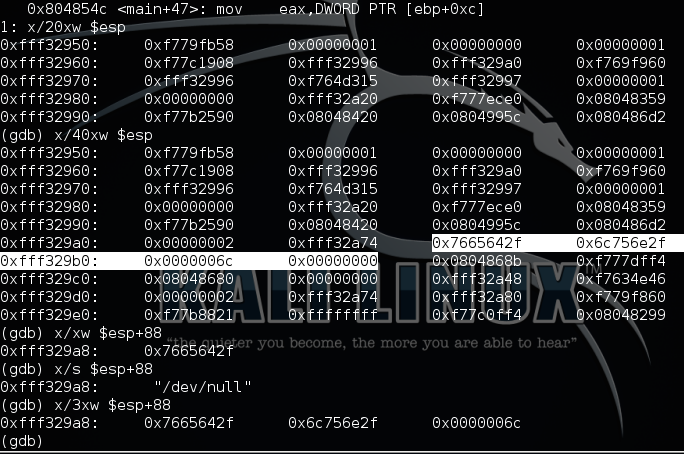 0x804854c <main+47>: mov    eax,DWORD PTR [ebp+0xc]
1: x/20xw $esp
0xfff32950:     0xf779fb58      0x00000001      0x00000000      0x00000001
0xfff32960:     0xf77c1908      0xfff32996      0xfff329a0      0xf769f960
0xfff32970:     0xfff32996      0xf764d315      0xfff32997      0x00000001
0xfff32980:     0x00000000      0xfff32a20      0xf777ece0      0x08048359
0xfff32990:     0xf77b2590      0x08048420      0x0804995c      0x080486d2
(gdb) x/40xw $esp
0xfff32950:     0xf779fb58      0x00000001      0x00000000      0x00000001
0xfff32960:     0xf77c1908      0xfff32996      0xfff329a0      0xf769f960
0xfff32970:     0xfff32996      0xf764d315      0xfff32997      0x00000001
0xfff32980:     0x00000000      0xfff32a20      0xf777ece0      0x08048359
0xfff32990:     0xf77b2590      0x08048420      0x0804995c      0x080486d2
0xfff329a0:     0x00000002      0xfff32a74      0x7665642f      0x6c756e2f
0xfff329b0:     0x0000006c      0x00000000      0x0804868b      0xf777dff4
0xfff329c0:     0x08048680      0x00000000      0xfff32a48      0xf7634e46
0xfff329d0:     0x00000002      0xfff32a74      0xfff32a80      0xf779f860
0xfff329e0:     0xf77b8821      0xffffffff      0xf77c0ff4      0x08048299
(gdb) x/xw $esp+88
0xfff329a8:     0x7665642f
(gdb) x/s $esp+88
0xfff329a8:      "/dev/null"
(gdb) x/3xw $esp+88
0xfff329a8:     0x7665642f      0x6c756e2f      0x0000006c
(gdb)
KALI LINUX™
"the quieter you become, the more you are able to hear"